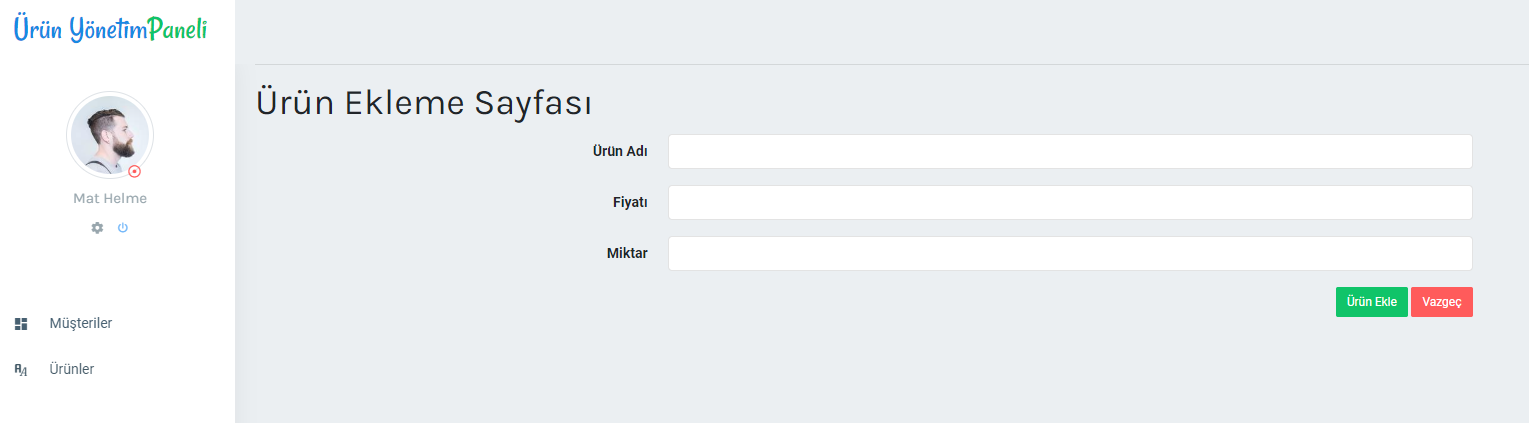 Ürün YönetimPaneli
Mat Helme
Müşteriler
Ürünler
Ürün Ekleme Sayfası
Ürün Adı
Fiyatı
Miktar
Ürün Ekle Vazgeç